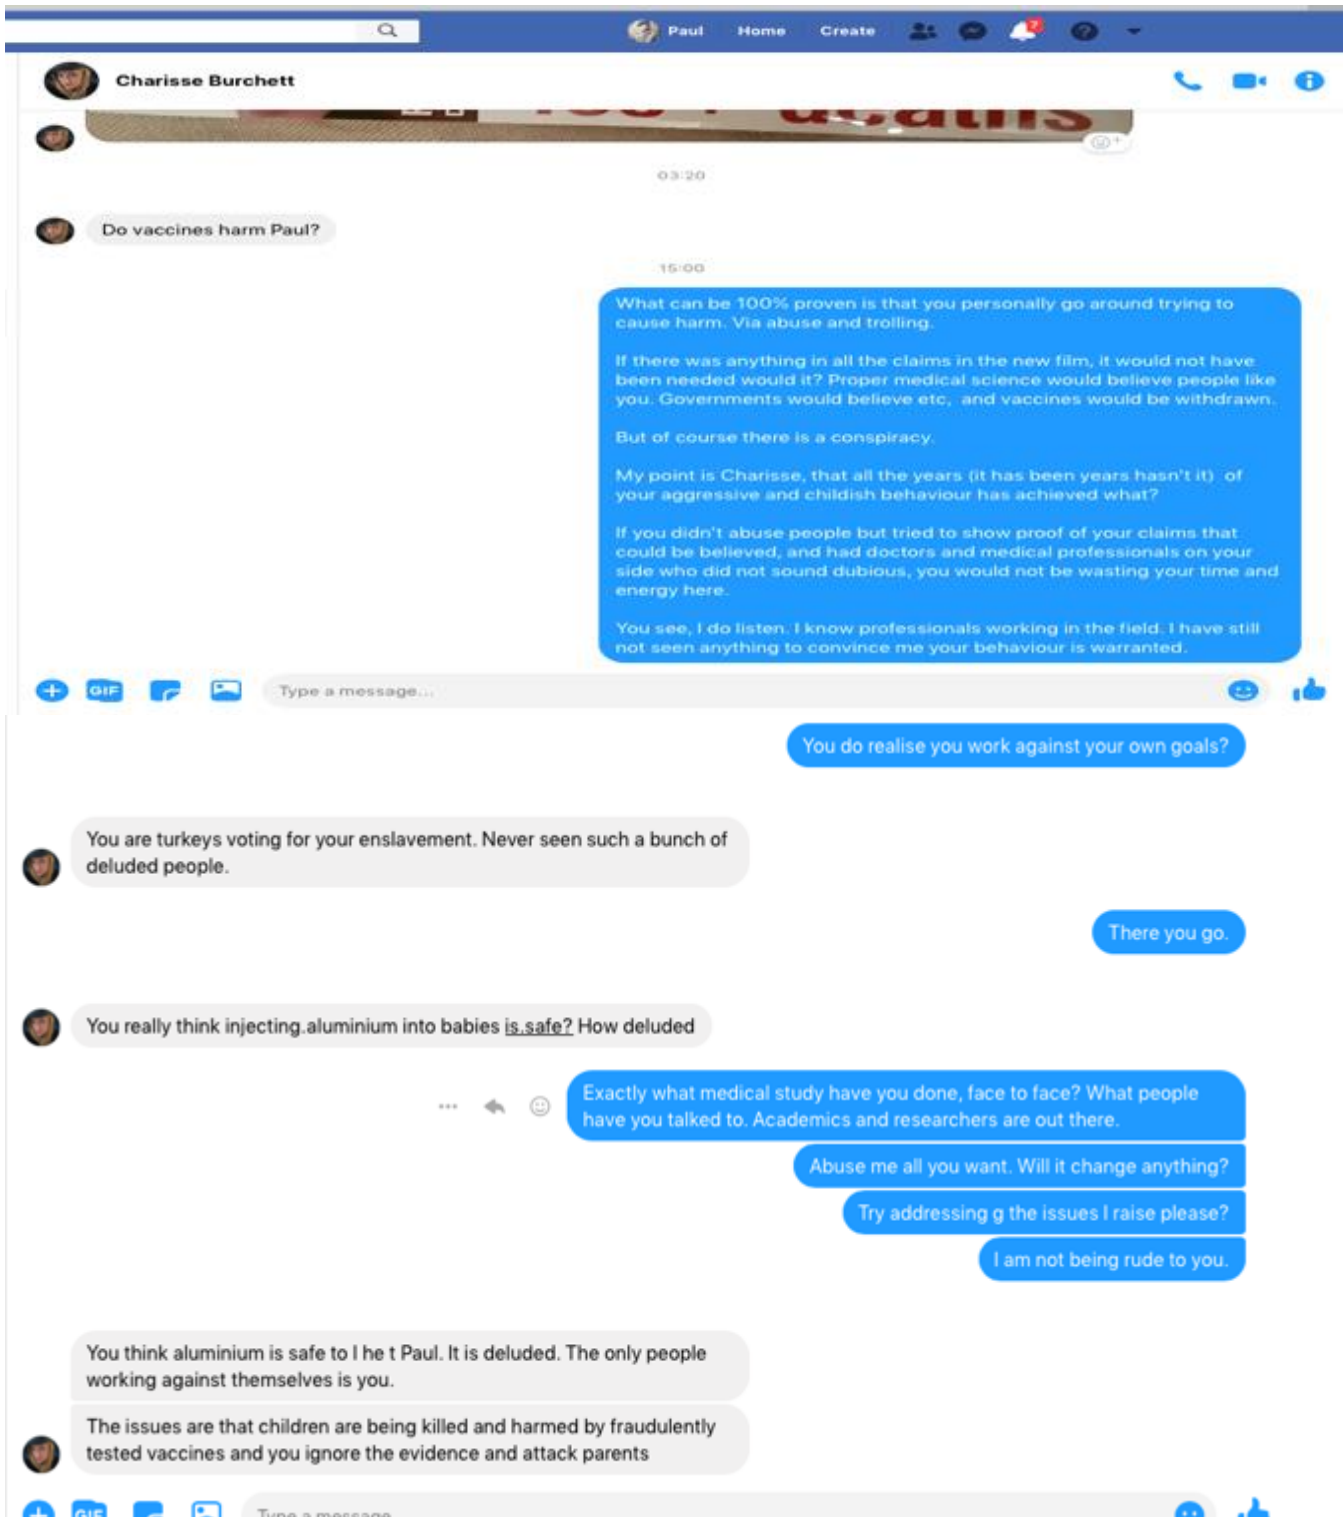 Paul Home Create
2
Charisse Burchett
deaths
03:20
Do vaccines harm Paul?
15:00
What can be 100% proven is that you personally go around trying to
cause harm. Via abuse and trolling.
If there was anything in all the claims in the new film, it would not have
been needed would it? Proper medical science would believe people like
you. Governments would believe etc, and vaccines would be withdrawn.
But of course there is a conspiracy.
My point is Charisse, that all the years (it has been years hasn't it) of
your aggressive and childish behaviour has achieved what?
If you didn't abuse people but tried to show proof of your claims that
could be believed, and had doctors and medical professionals on your
side who did not sound dubious, you would not be wasting your time and
energy here.
You see, I do listen. I know professionals working in the field. I have still
not seen anything to convince me your behaviour is warranted.
GIF Type a message...
You do realise you work against your own goals?
You are turkeys voting for your enslavement. Never seen such a bunch of
deluded people.
There you go.
You really think injecting.aluminium into babies is.safe? How deluded
Exactly what medical study have you done, face to face? What people
have you talked to. Academics and researchers are out there.
Abuse me all you want. Will it change anything?
Try addressing g the issues I raise please?
I am not being rude to you.
You think aluminium is safe to I he t Paul. It is deluded. The only people
working against themselves is you.
The issues are that children are being killed and harmed by fraudulently
tested vaccines and you ignore the evidence and attack parents
GIF Type a message